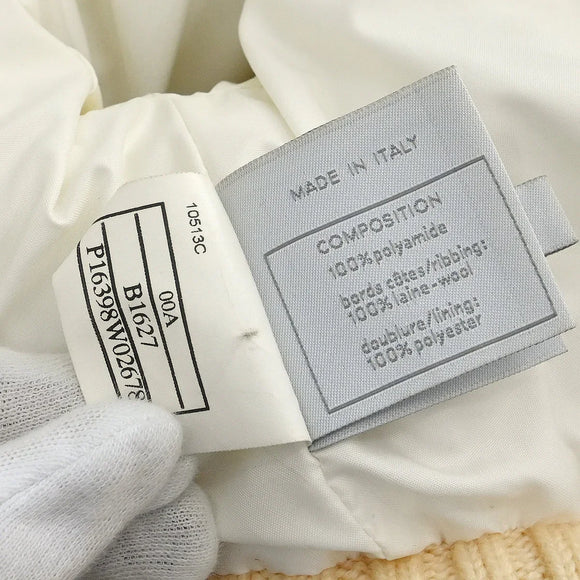 10513C
00A
B1627
P16398W02678
MADE IN ITALY
COMPOSITION
100% polyamide
bords côtes/ribbing:
100% laine-wool
doublure/lining:
100% polyester